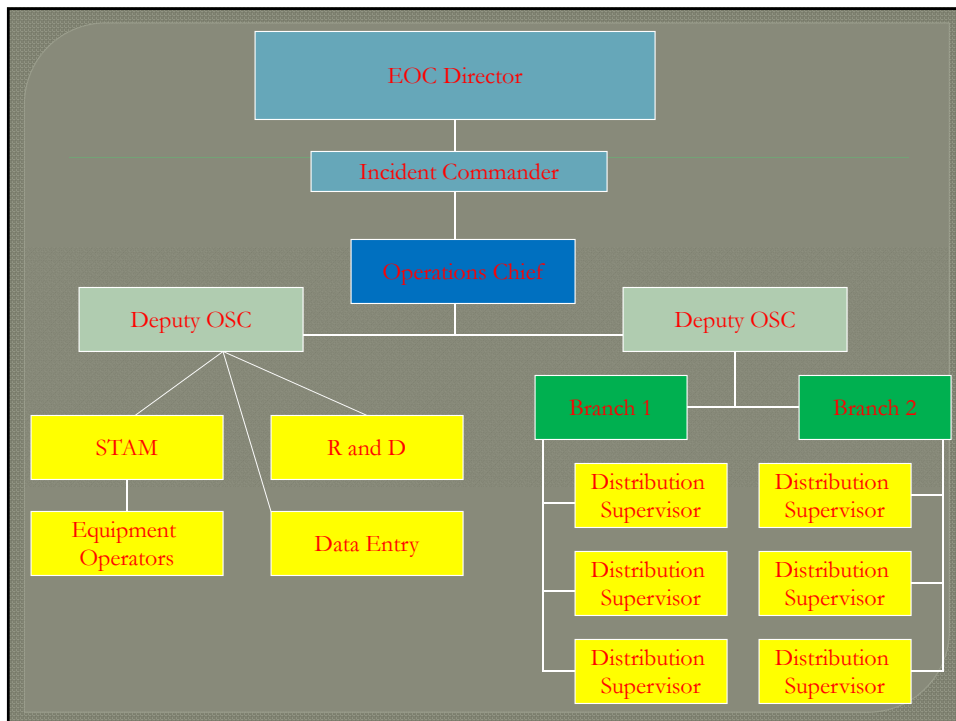 EOC Director
Incident Commander
Operations Chief
Deputy OSC
Deputy OSC
Branch 1
Branch 2
STAM
R and D
Equipment
Operators
Data Entry
Distribution
Supervisor
Distribution
Supervisor
Distribution
Supervisor
Distribution
Supervisor
Distribution
Supervisor
Distribution
Supervisor